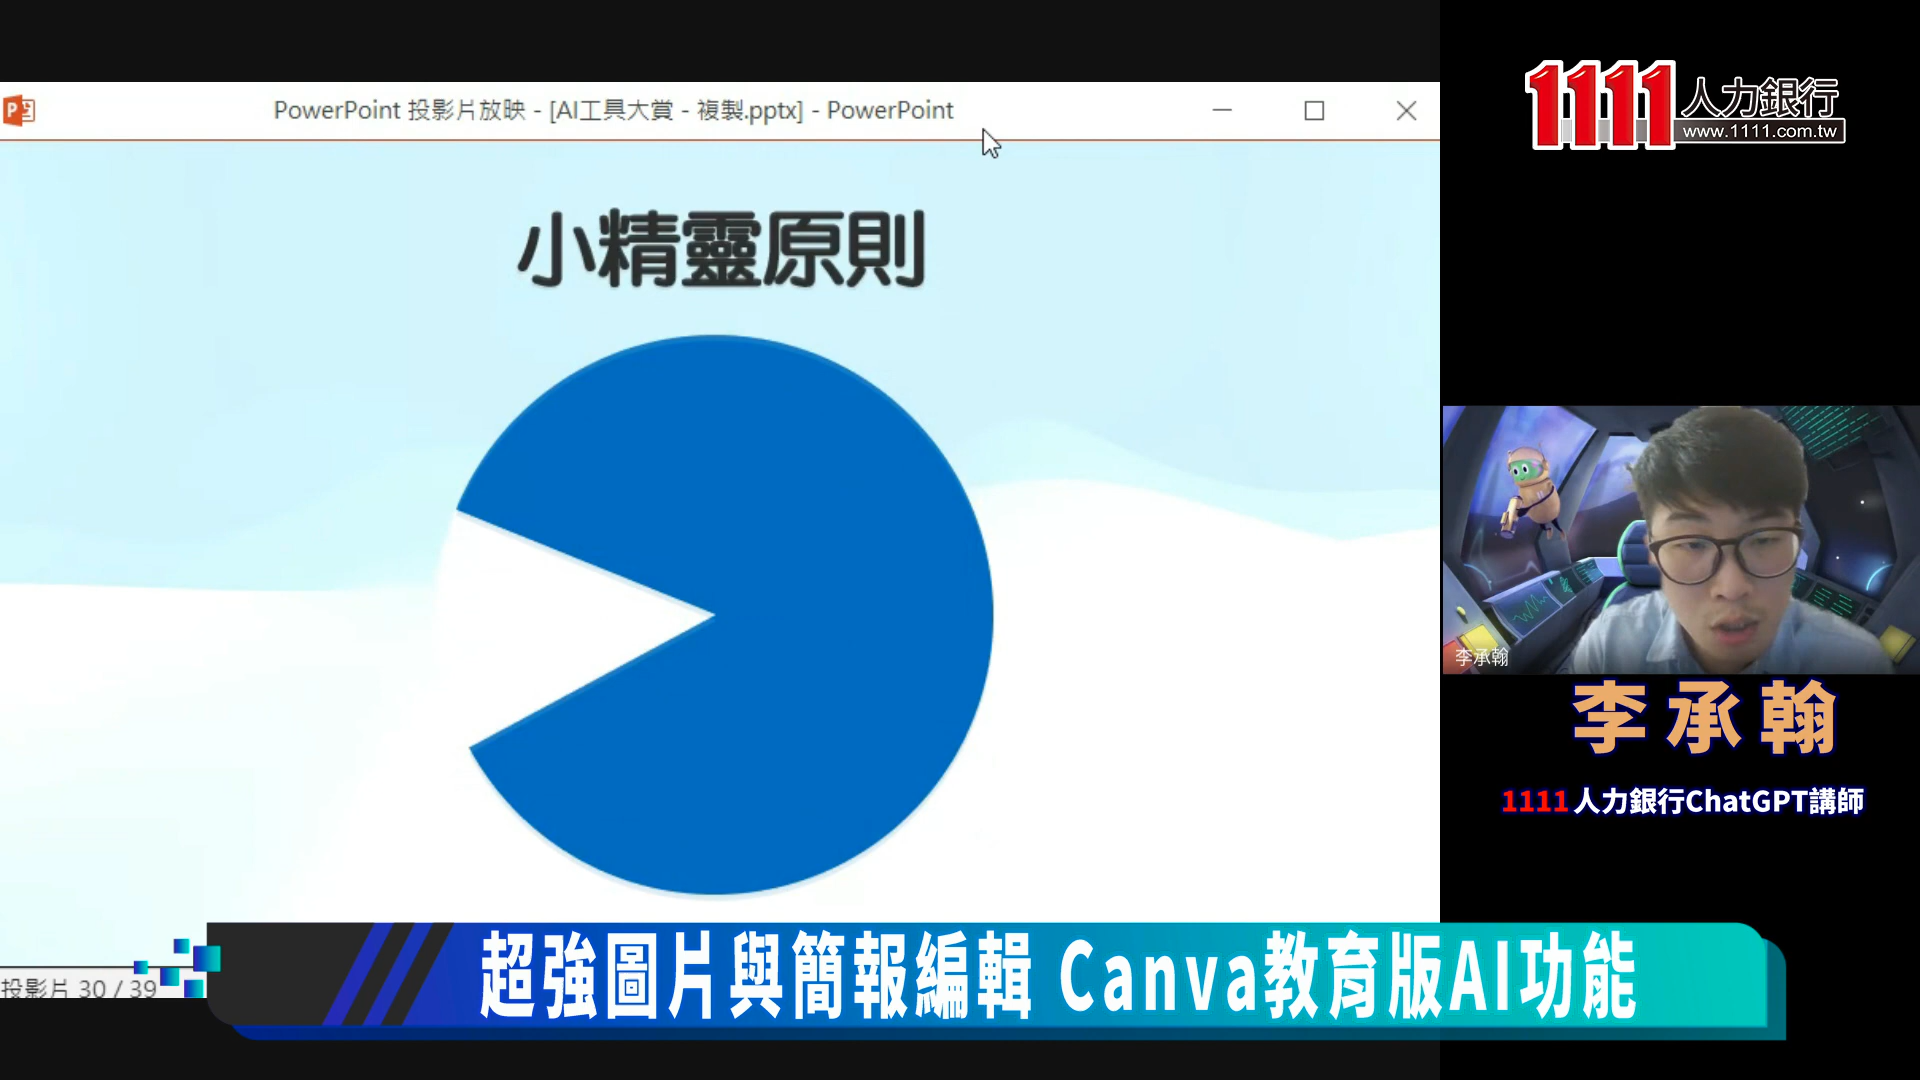 PowerPoint 投影片放映 - [AI工具大賞 - 複製.pptx] - PowerPoint
小精靈原則
投影片 30 / 39
1111人力銀行
www.1111.com.tw
李承翰
李承翰
1111人力銀行ChatGPT講師
超強圖片與簡報編輯 Canva教育版AI功能